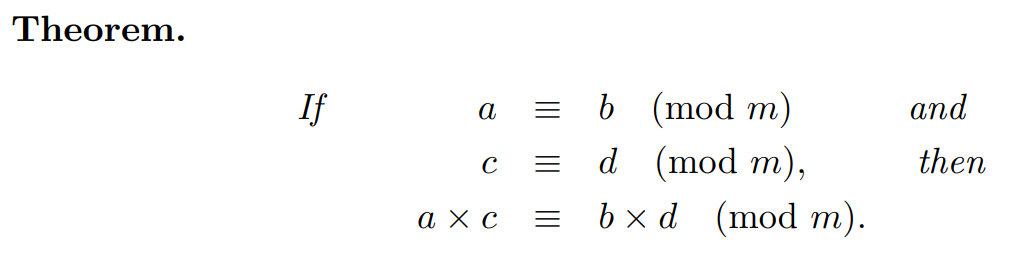 Theorem.
If a ≡ b (mod m) and
c ≡ d (mod m), then
a × c ≡ b × d (mod m).